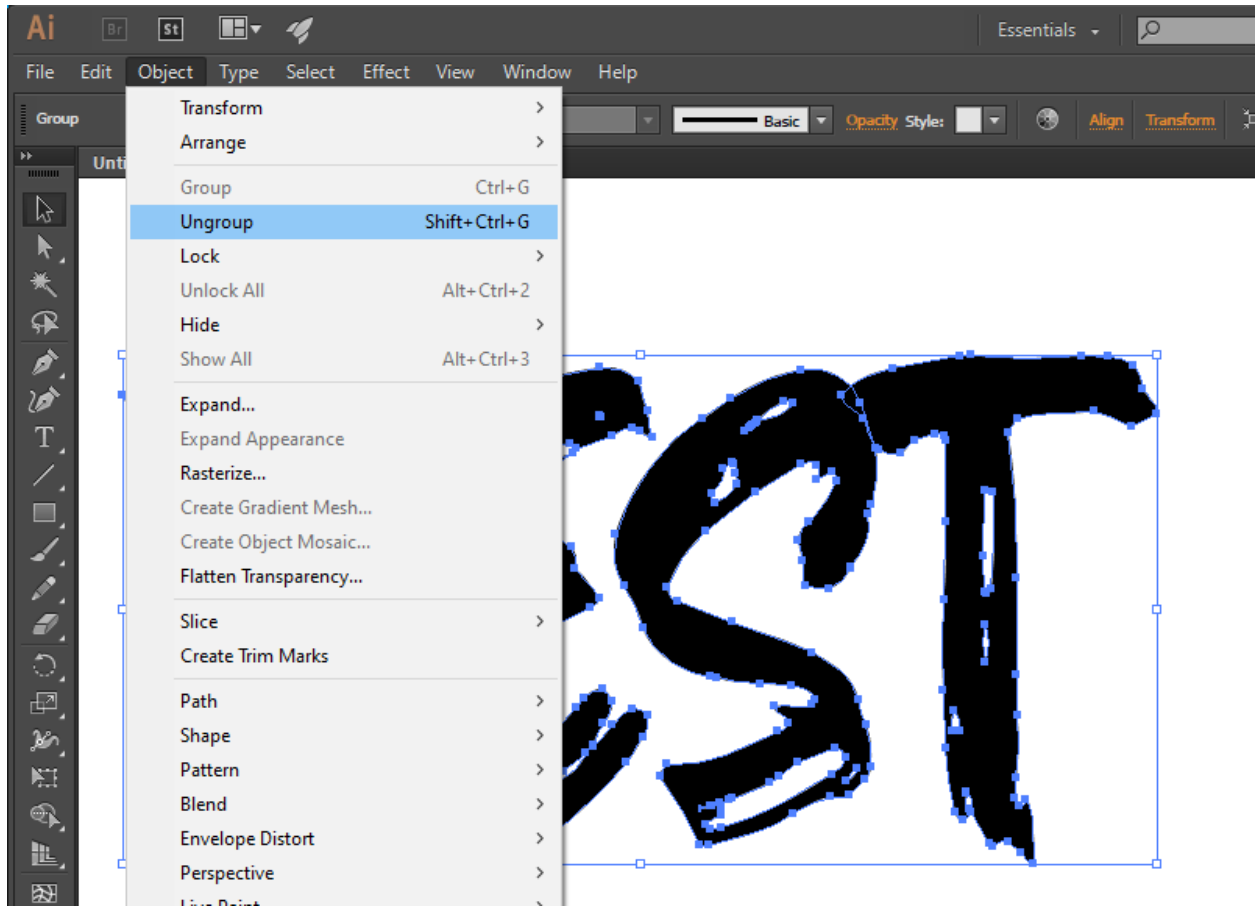 Ai Br St Essentials
File Edit Object Type Select Effect View Window Help
Group Basic Opacity Style: Align Transform
Transform
Arrange
Group Ctrl+G
Ungroup Shift+Ctrl+G
Lock
Unlock All Alt+Ctrl+2
Hide
Show All Alt+Ctrl+3
Expand...
Expand Appearance
Rasterize...
Create Gradient Mesh...
Create Object Mosaic...
Flatten Transparency...
Slice
Create Trim Marks
Path
Shape
Pattern
Blend
Envelope Distort
Perspective
Live Paint
Unti
ST